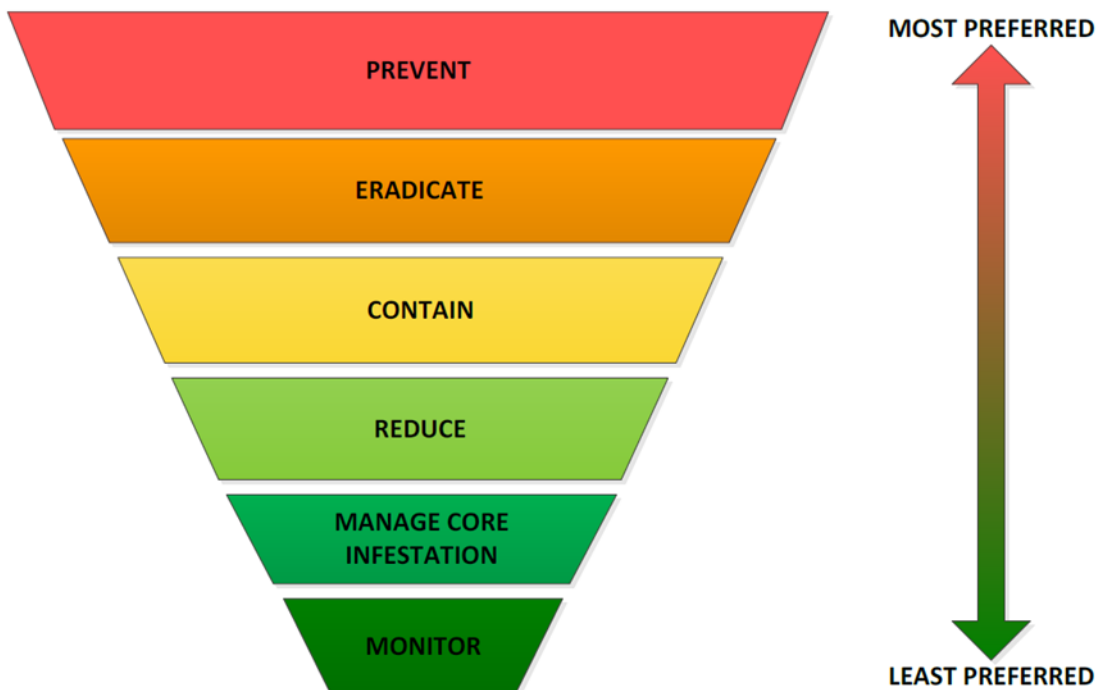 MOST PREFERRED
PREVENT
ERADICATE
CONTAIN
REDUCE
MANAGE CORE
INFESTATION
MONITOR
LEAST PREFERRED